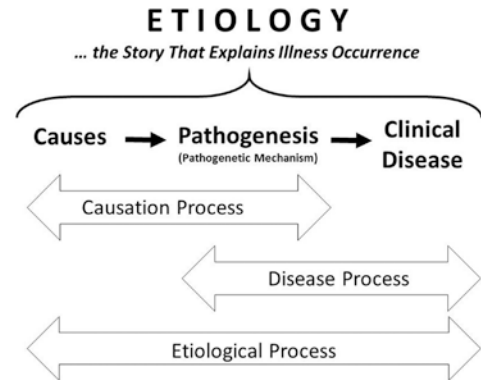 ETIOLOGY
... the Story That Explains Illness Occurrence
Causes
Pathogenesis
(Pathogenetic Mechanism)
Clinical
Disease
Causation Process
Disease Process
Etiological Process